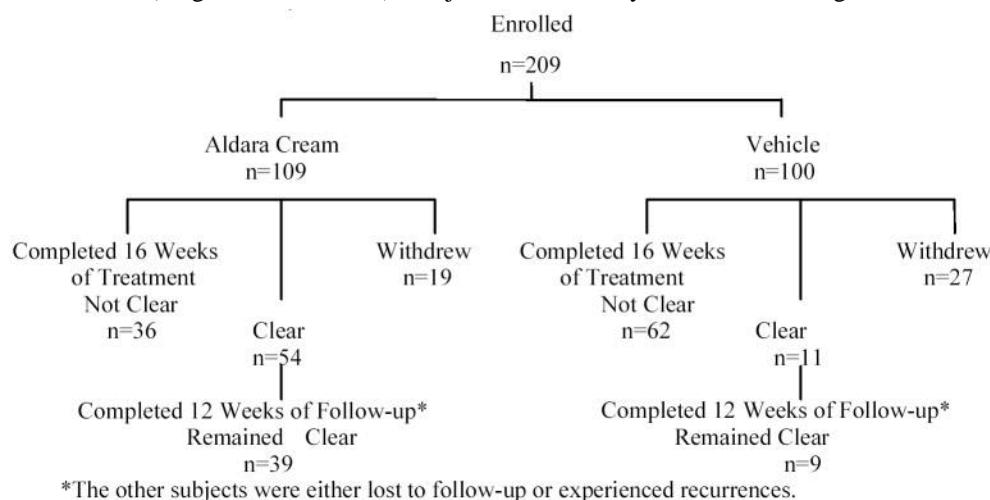 Enrolled
n=209
Aldara Cream
n=109
Vehicle
n=100
Completed 16 Weeks
of Treatment
Not Clear
n=36
Clear
n=54
Withdrew
n=19
Completed 16 Weeks
of Treatment
Not Clear
n=62
Clear
n=11
Withdrew
n=27
Completed 12 Weeks of Follow-up*
Remained Clear
n=39
Completed 12 Weeks of Follow-up*
Remained Clear
n=9
*The other subjects were either lost to follow-up or experienced recurrences.